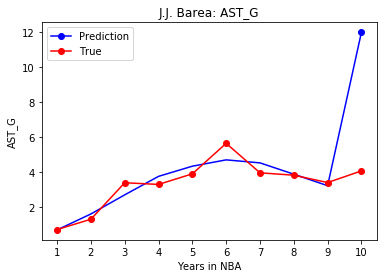 J.J. Barea: AST_G
Prediction
True
12
10
8
6
4
2
AST_G
1 2 3 4 5 6 7 8 9 10
Years in NBA